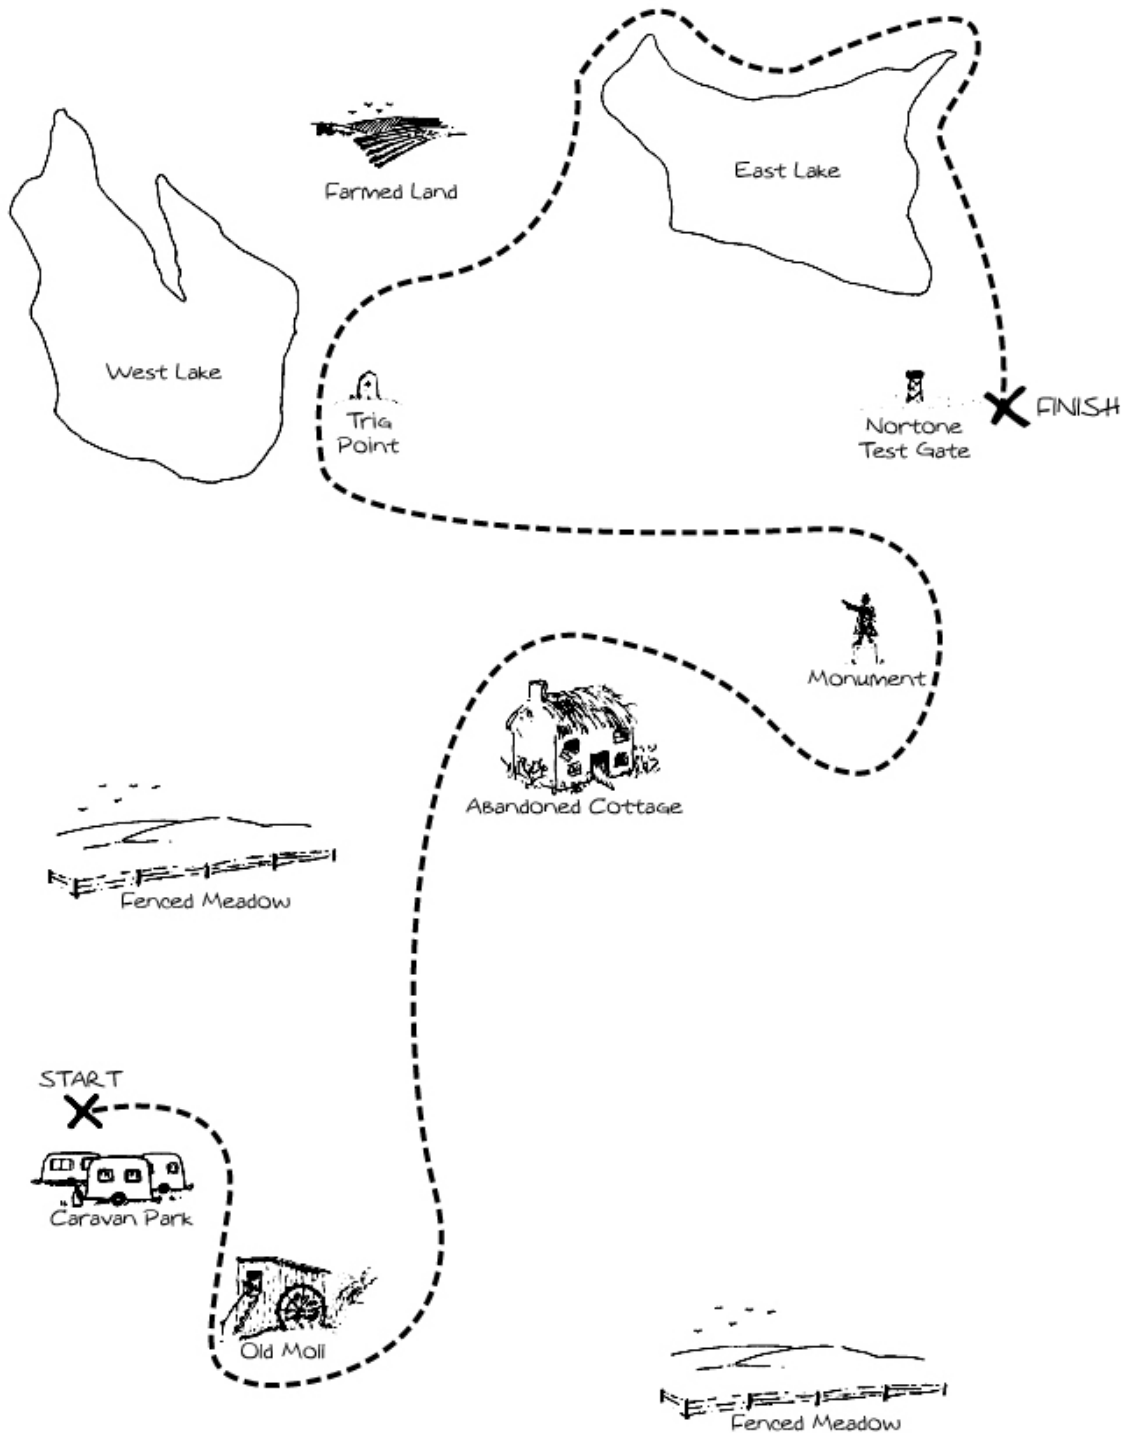 East Lake
Farmed Land
West Lake
Trig
Point
Nortone
Test Gate
FINISH
Monument
Abandoned Cottage
Fenced Meadow
START
Caravan Park
Old Moll
Fenced Meadow